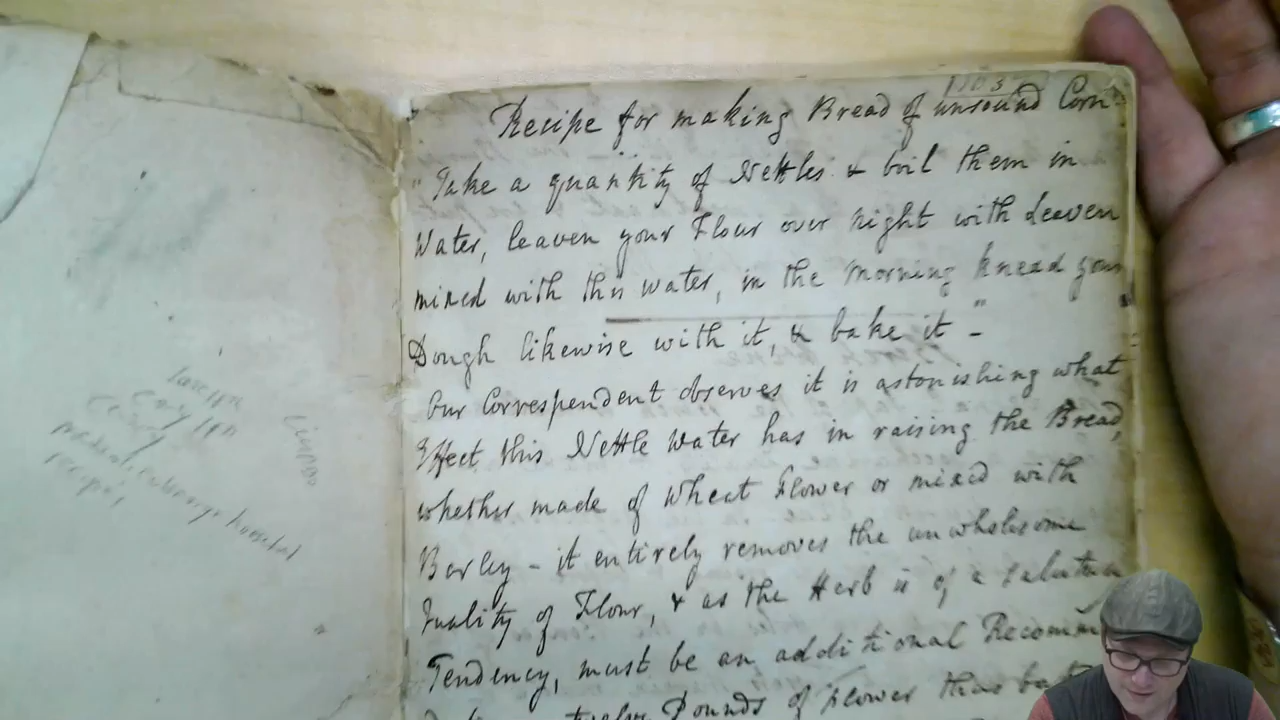 Recipe for making Bread of unsound Corn
"Take a quantity of Nettles & boil them in
Water, leaven your Flour over night with Leeven
mixed with this water, in the Morning knead your
Dough likewise with it, & bake it -"
Our Correspondent observes it is astonishing what
Effect this Nettle Water has in raising the Bread,
whether made of Wheat Flower or mixed with
Barley - it entirely removes the unwholesome
Quality of Flour, & as the Herb is of a
Tendency, must be an additional
Pounds of flower thus
recipes